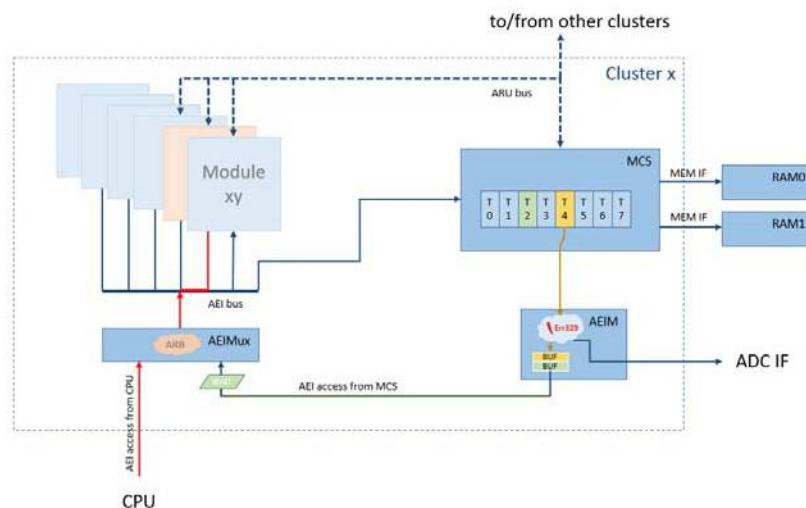 to/from other clusters
Cluster x
ARU bus
Module
xy
MCS
T T T T T T T T
0 1 2 3 4 5 6 7
MEM IF
RAM0
MEM IF
RAM1
AEI bus
AEIMux
ARB
AEIM
Err329
BUF
BUF
WAIT
AEI access from MCS
ADC IF
AEI access from CPU
CPU